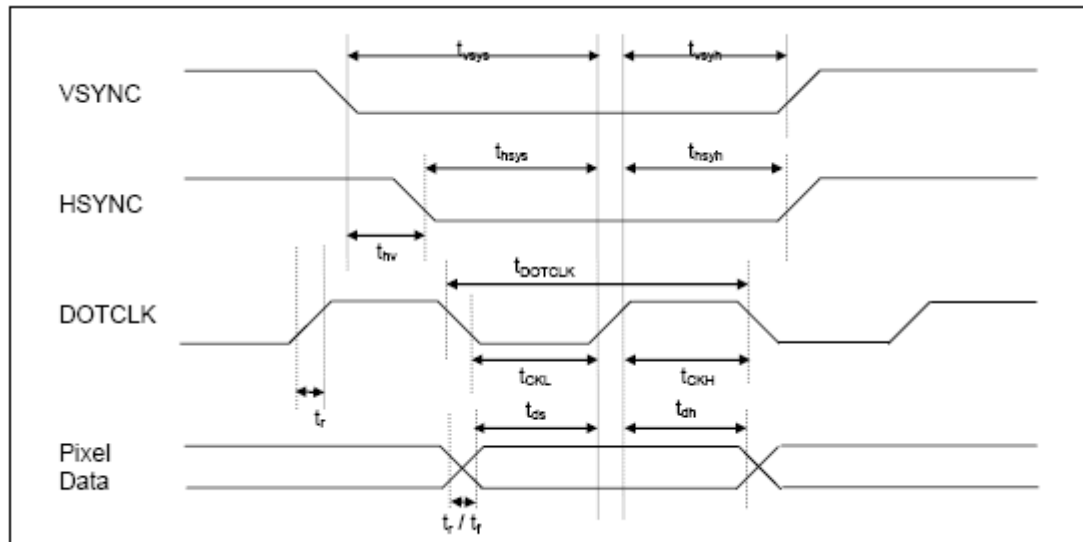 t_vsys t_vsyh
VSYNC
t_hsys t_hsyh
HSYNC
t_hv
t_DOTCLK
DOTCLK
t_CKL t_CKH
t_r
t_ds t_dh
Pixel
Data
t_r / t_f